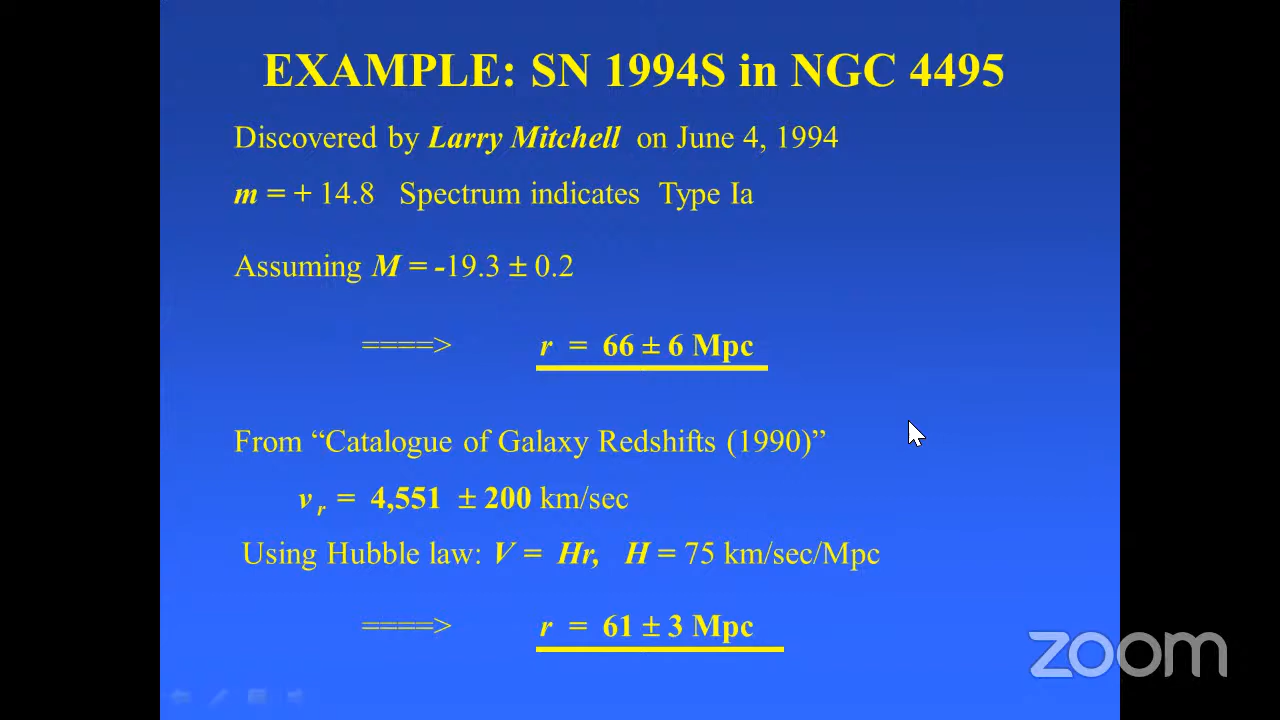 EXAMPLE: SN 1994S in NGC 4495
Discovered by Larry Mitchell on June 4, 1994
m = + 14.8 Spectrum indicates Type Ia
Assuming M = -19.3 ± 0.2
====> r = 66 ± 6 Mpc
From “Catalogue of Galaxy Redshifts (1990)”
v r = 4,551 ± 200 km/sec
Using Hubble law: V = Hr, H = 75 km/sec/Mpc
====> r = 61 ± 3 Mpc
zoom